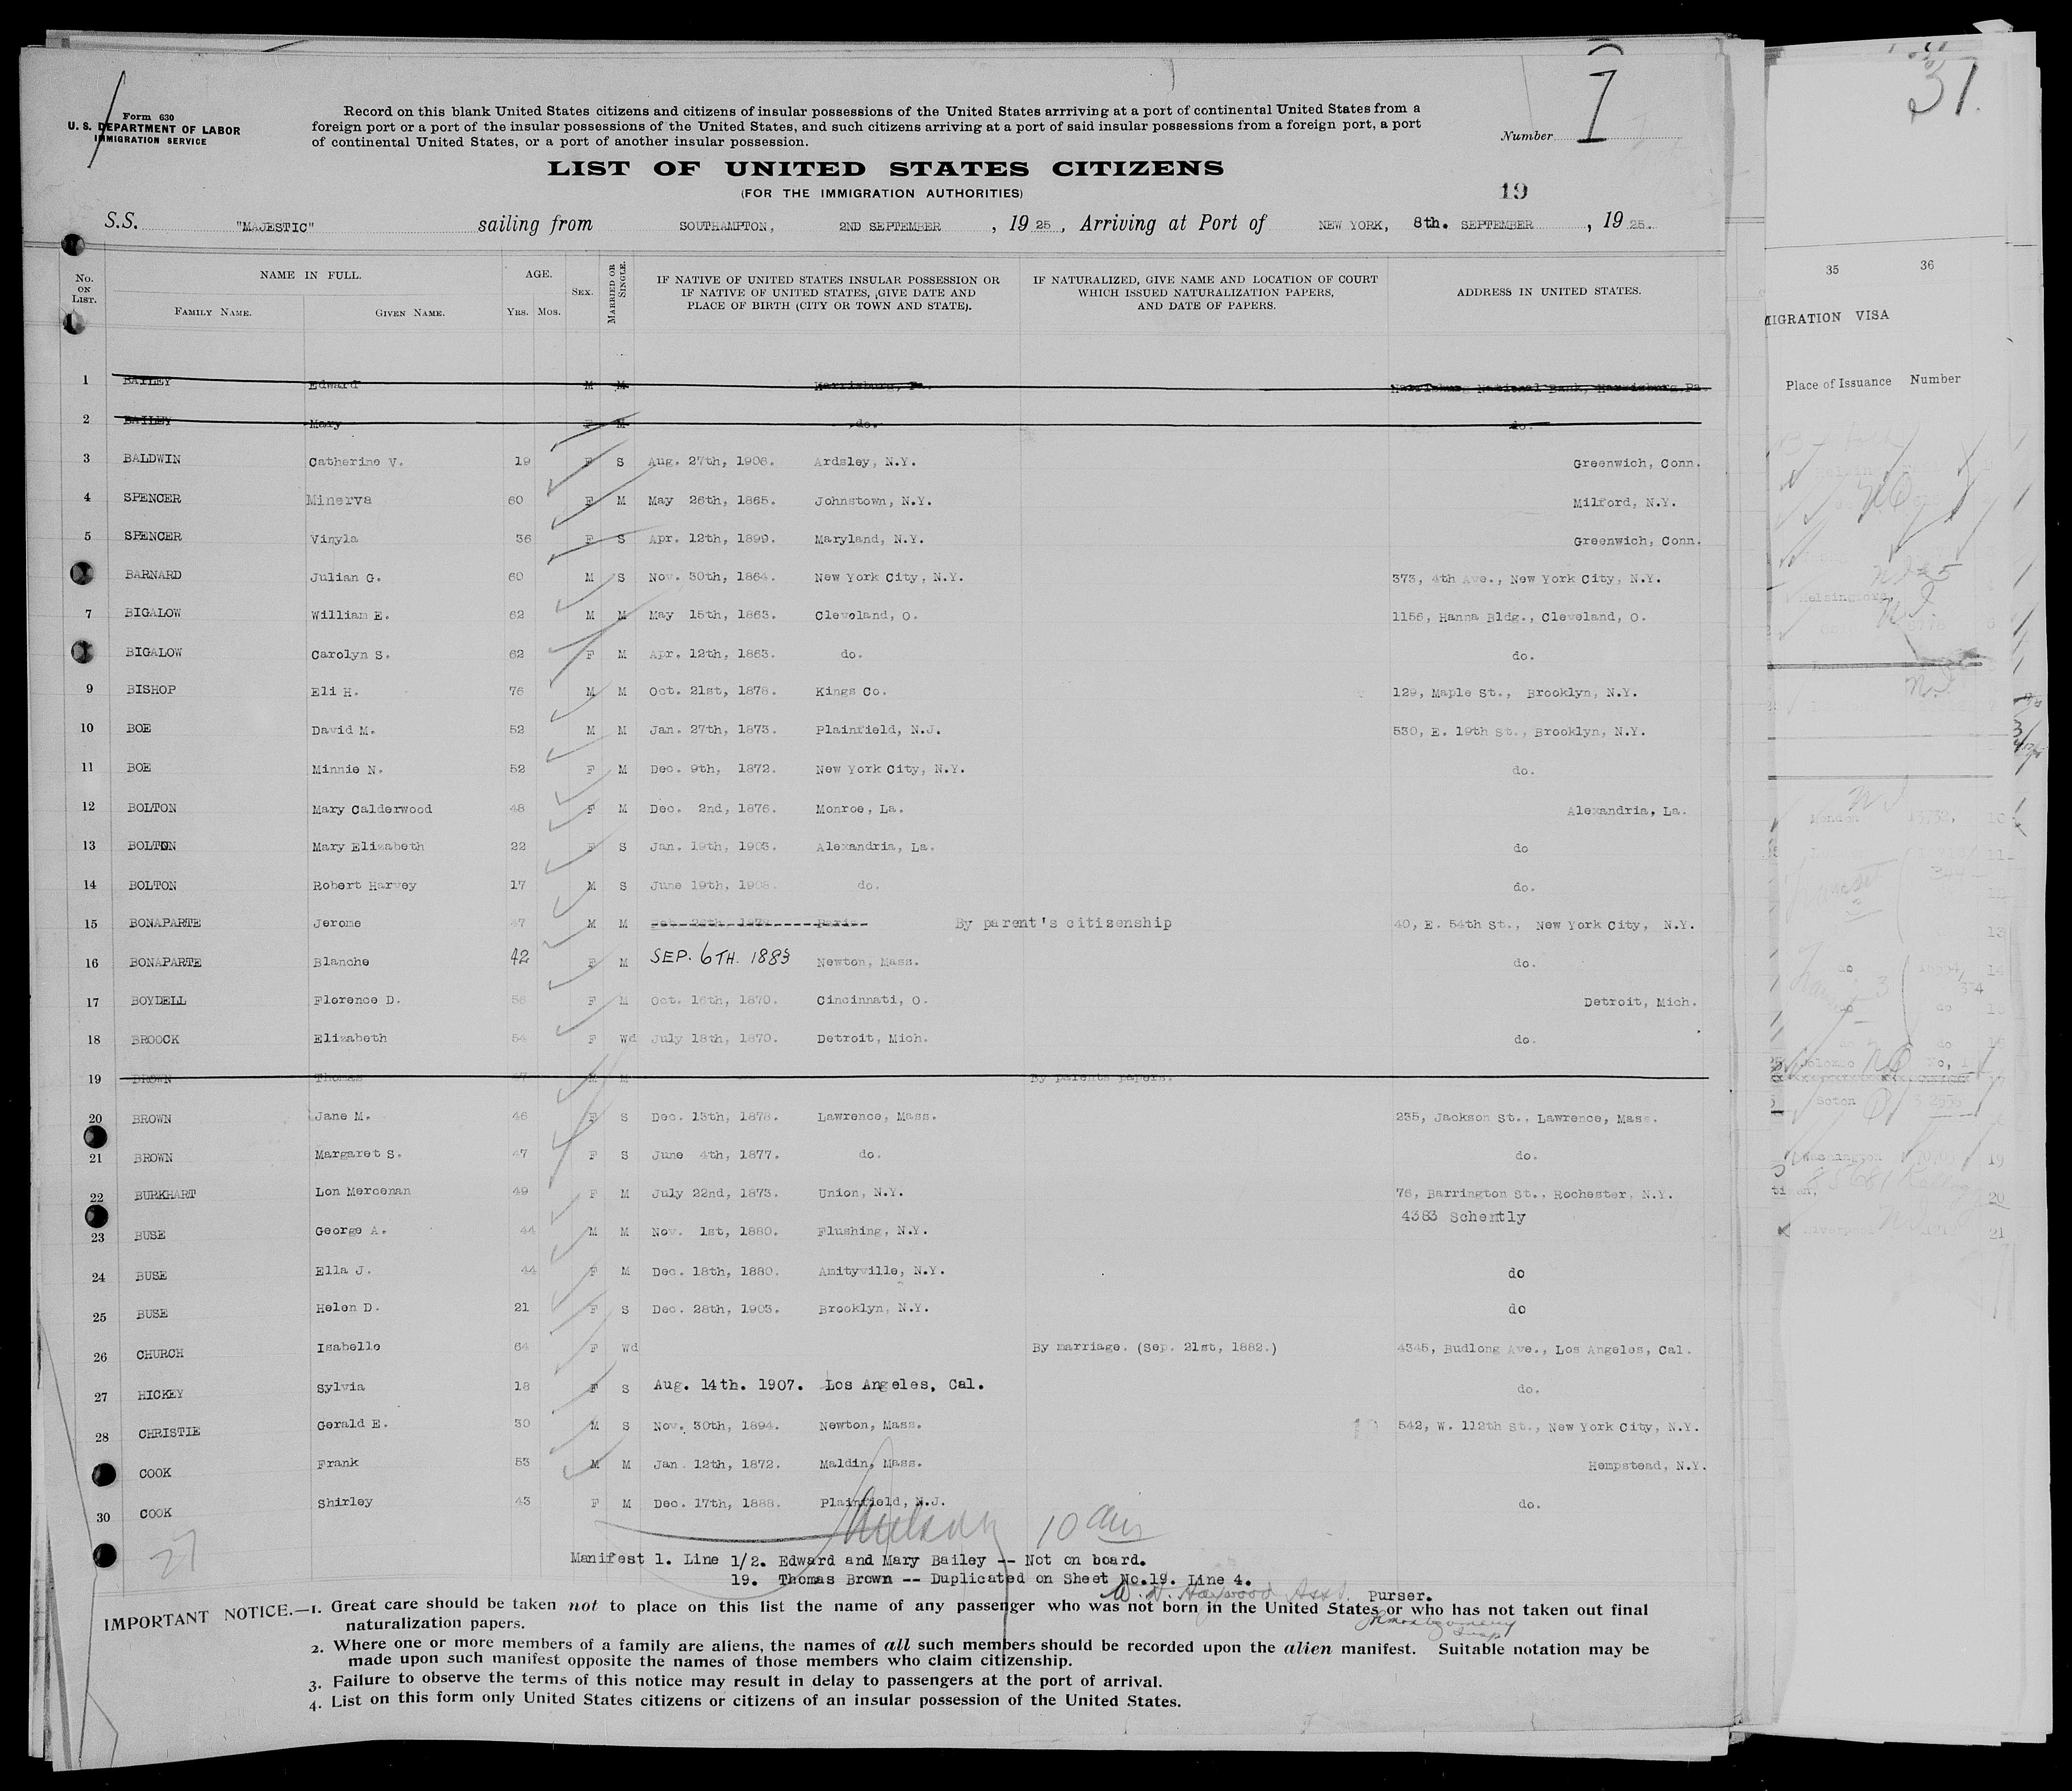 Form 630
U. S. DEPARTMENT OF LABOR
IMMIGRATION SERVICE
Record on this blank United States citizens and citizens of insular possessions of the United States arrriving at a port of continental United States from a
foreign port or a port of the insular possessions of the United States, and such citizens arriving at a port of said insular possessions from a foreign port, a port
of continental United States, or a port of another insular possession.
Number 1
LIST OF UNITED STATES CITIZENS
(FOR THE IMMIGRATION AUTHORITIES)
19
S.S. "MAJESTIC" sailing from SOUTHAMPTON, 2ND SEPTEMBER, 19 25, Arriving at Port of NEW YORK, 8th. SEPTEMBER, 19 25.
No. ON LIST. NAME IN FULL. FAMILY NAME. GIVEN NAME. AGE. YRS. MOS. SEX. MARRIED OR SINGLE. IF NATIVE OF UNITED STATES INSULAR POSSESSION OR IF NATIVE OF UNITED STATES, GIVE DATE AND PLACE OF BIRTH (CITY OR TOWN AND STATE). IF NATURALIZED, GIVE NAME AND LOCATION OF COURT WHICH ISSUED NATURALIZATION PAPERS, AND DATE OF PAPERS. ADDRESS IN UNITED STATES.
1 BAILEY Edward M M Harrisburg, Pa. Harrisburg National Bank, Harrisburg, Pa.
2 BAILEY Mary F M do. do.
3 BALDWIN Catherine V. 19 F S Aug. 27th, 1906. Ardsley, N.Y. Greenwich, Conn.
4 SPENCER Minerva 60 F M May 26th, 1865. Johnstown, N.Y. Milford, N.Y.
5 SPENCER Vinyla 36 F S Apr. 12th, 1899. Maryland, N.Y. Greenwich, Conn.
BARNARD Julian G. 60 M S Nov. 30th, 1864. New York City, N.Y. 373, 4th Ave., New York City, N.Y.
7 BIGALOW William E. 62 M M May 15th, 1863. Cleveland, O. 1156, Hanna Bldg., Cleveland, O.
BIGALOW Carolyn S. 62 F M Apr. 12th, 1863. do. do.
9 BISHOP Eli H. 76 M M Oct. 21st, 1878. Kings Co. 129, Maple St., Brooklyn, N.Y.
10 BOE David M. 52 M M Jan. 27th, 1873. Plainfield, N.J. 530, E. 19th St., Brooklyn, N.Y.
11 BOE Minnie N. 52 F M Dec. 9th, 1872. New York City, N.Y. do.
12 BOLTON Mary Calderwood 48 F M Dec. 2nd, 1876. Monroe, La. Alexandria, La.
13 BOLTON Mary Elizabeth 22 F S Jan. 19th, 1903. Alexandria, La. do
14 BOLTON Robert Harvey 17 M S June 19th, 1908. do. do.
15 BONAPARTE Jerome 47 M M Paris By parent's citizenship 40, E. 54th St., New York City, N.Y.
16 BONAPARTE Blanche 42 F M SEP. 6TH. 1883 Newton, Mass. do.
17 BOYDELL Florence D. F M Oct. 16th, 1870. Cincinnati, O. Detroit, Mich.
18 BROOCK Elizabeth 54 F Wd July 18th, 1870. Detroit, Mich. do.
19 BROWN Thomas M M By parents papers.
20 BROWN Jane M. 46 F S Dec. 13th, 1878. Lawrence, Mass. 235, Jackson St., Lawrence, Mass.
21 BROWN Margaret S. 47 F S June 4th, 1877. do. do.
22 BURKHART Lon Mercenan 49 F M July 22nd, 1873. Union, N.Y. 76, Barrington St., Rochester, N.Y.
4383 Schently
23 BUSE George A. 44 M M Nov. 1st, 1880. Flushing, N.Y.
24 BUSE Ella J. 44 F M Dec. 18th, 1880. Amityville, N.Y. do
25 BUSE Helen D. 21 F S Dec. 28th, 1903. Brooklyn, N.Y. do
26 CHURCH Isabelle 64 F Wd By marriage. (Sep. 21st, 1882.) 4345, Budlong Ave., Los Angeles, Cal.
27 HICKEY Sylvia 18 F S Aug. 14th. 1907. Los Angeles, Cal. do.
28 CHRISTIE Gerald E. 30 M S Nov. 30th, 1894. Newton, Mass. 542, W. 112th St., New York City, N.Y.
COOK Frank 53 M M Jan. 12th, 1872. Maldin, Mass. Hempstead, N.Y.
30 COOK Shirley 43 F M Dec. 17th, 1888. Plainfield, N.J. do.
27
10 am
Manifest 1. Line 1/2. Edward and Mary Bailey -- Not on board.
19. Thomas Brown -- Duplicated on Sheet No.19. Line 4.
Asst. Purser.
IMPORTANT NOTICE.—1. Great care should be taken not to place on this list the name of any passenger who was not born in the United States or who has not taken out final
naturalization papers.
2. Where one or more members of a family are aliens, the names of all such members should be recorded upon the alien manifest. Suitable notation may be
made upon such manifest opposite the names of those members who claim citizenship.
3. Failure to observe the terms of this notice may result in delay to passengers at the port of arrival.
4. List on this form only United States citizens or citizens of an insular possession of the United States.
31.
35 36
MIGRATION VISA
Place of Issuance Number